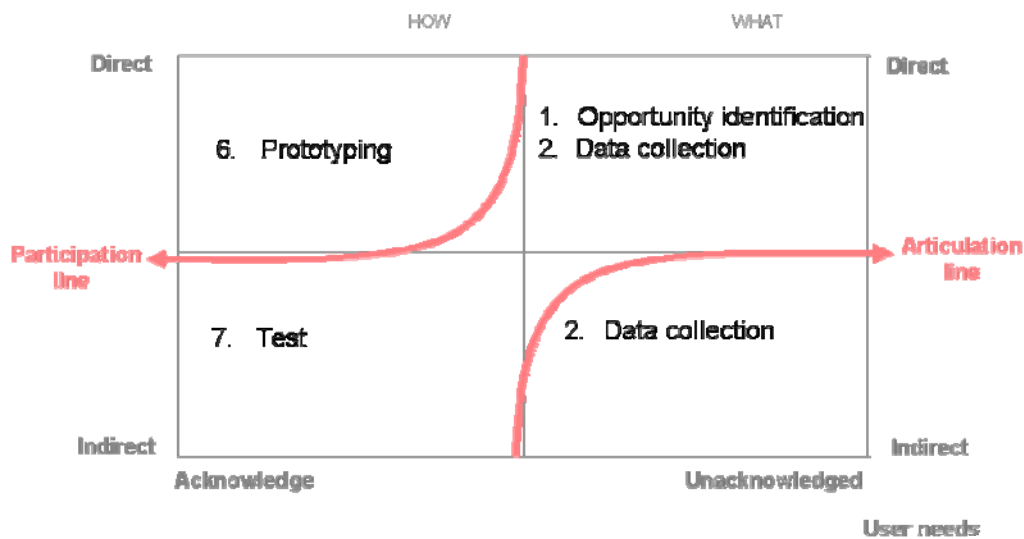 HOW WHAT
Direct Direct
1. Opportunity identification
6. Prototyping 2. Data collection
Participation line Articulation line
7. Test 2. Data collection
Indirect Indirect
Acknowledge Unacknowledged
User needs